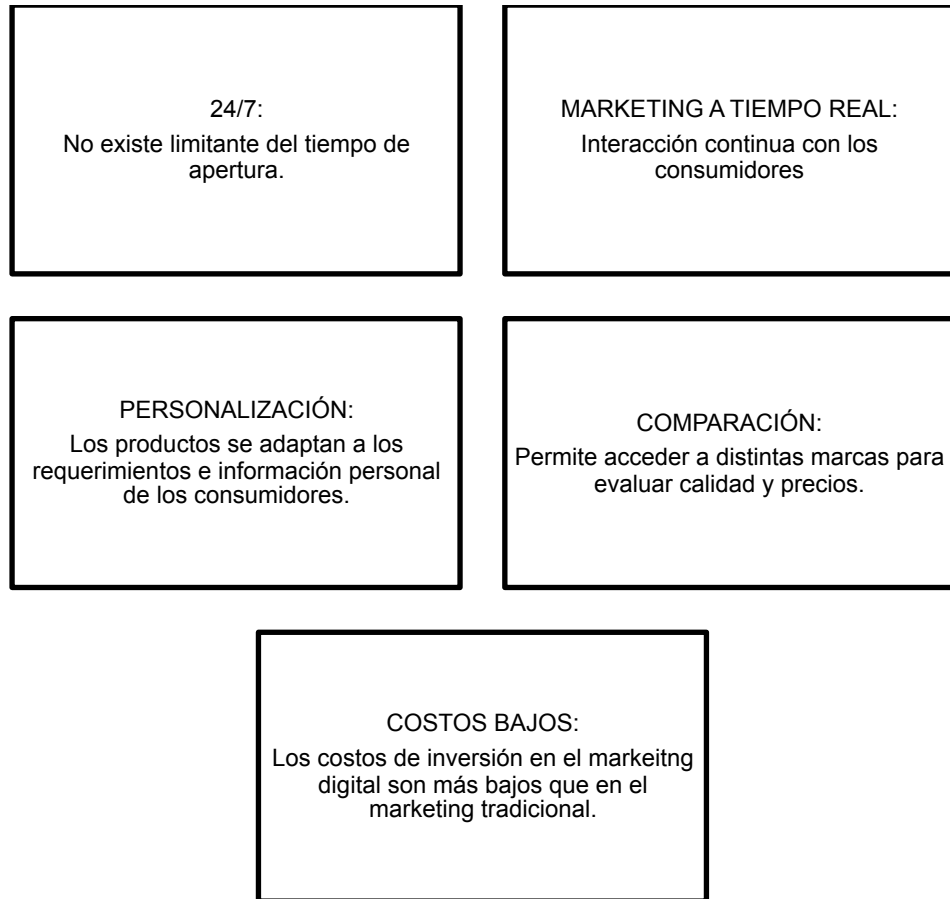 24/7:
No existe limitante del tiempo de
apertura.
MARKETING A TIEMPO REAL:
Interacción continua con los
consumidores
PERSONALIZACIÓN:
Los productos se adaptan a los
requerimientos e información personal
de los consumidores.
COMPARACIÓN:
Permite acceder a distintas marcas para
evaluar calidad y precios.
COSTOS BAJOS:
Los costos de inversión en el markeitng
digital son más bajos que en el
marketing tradicional.